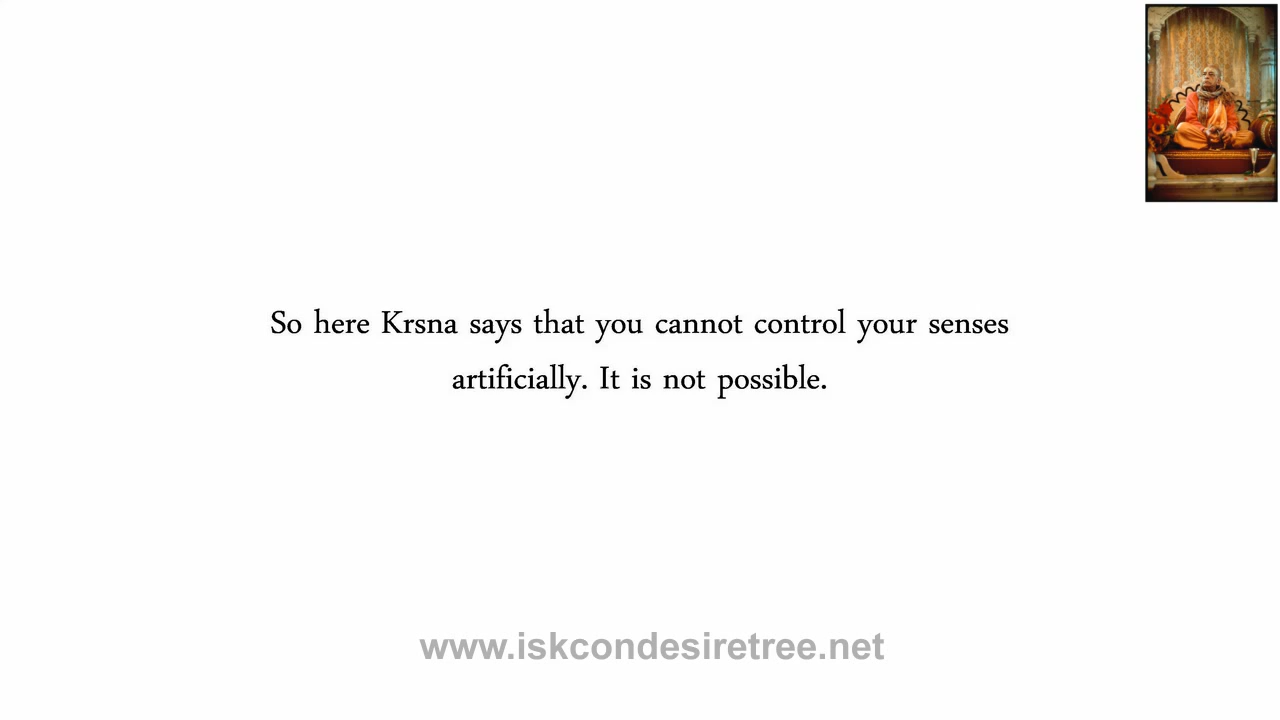 So here Krsna says that you cannot control your senses
artificially. It is not possible.
www.iskcondesiretree.net